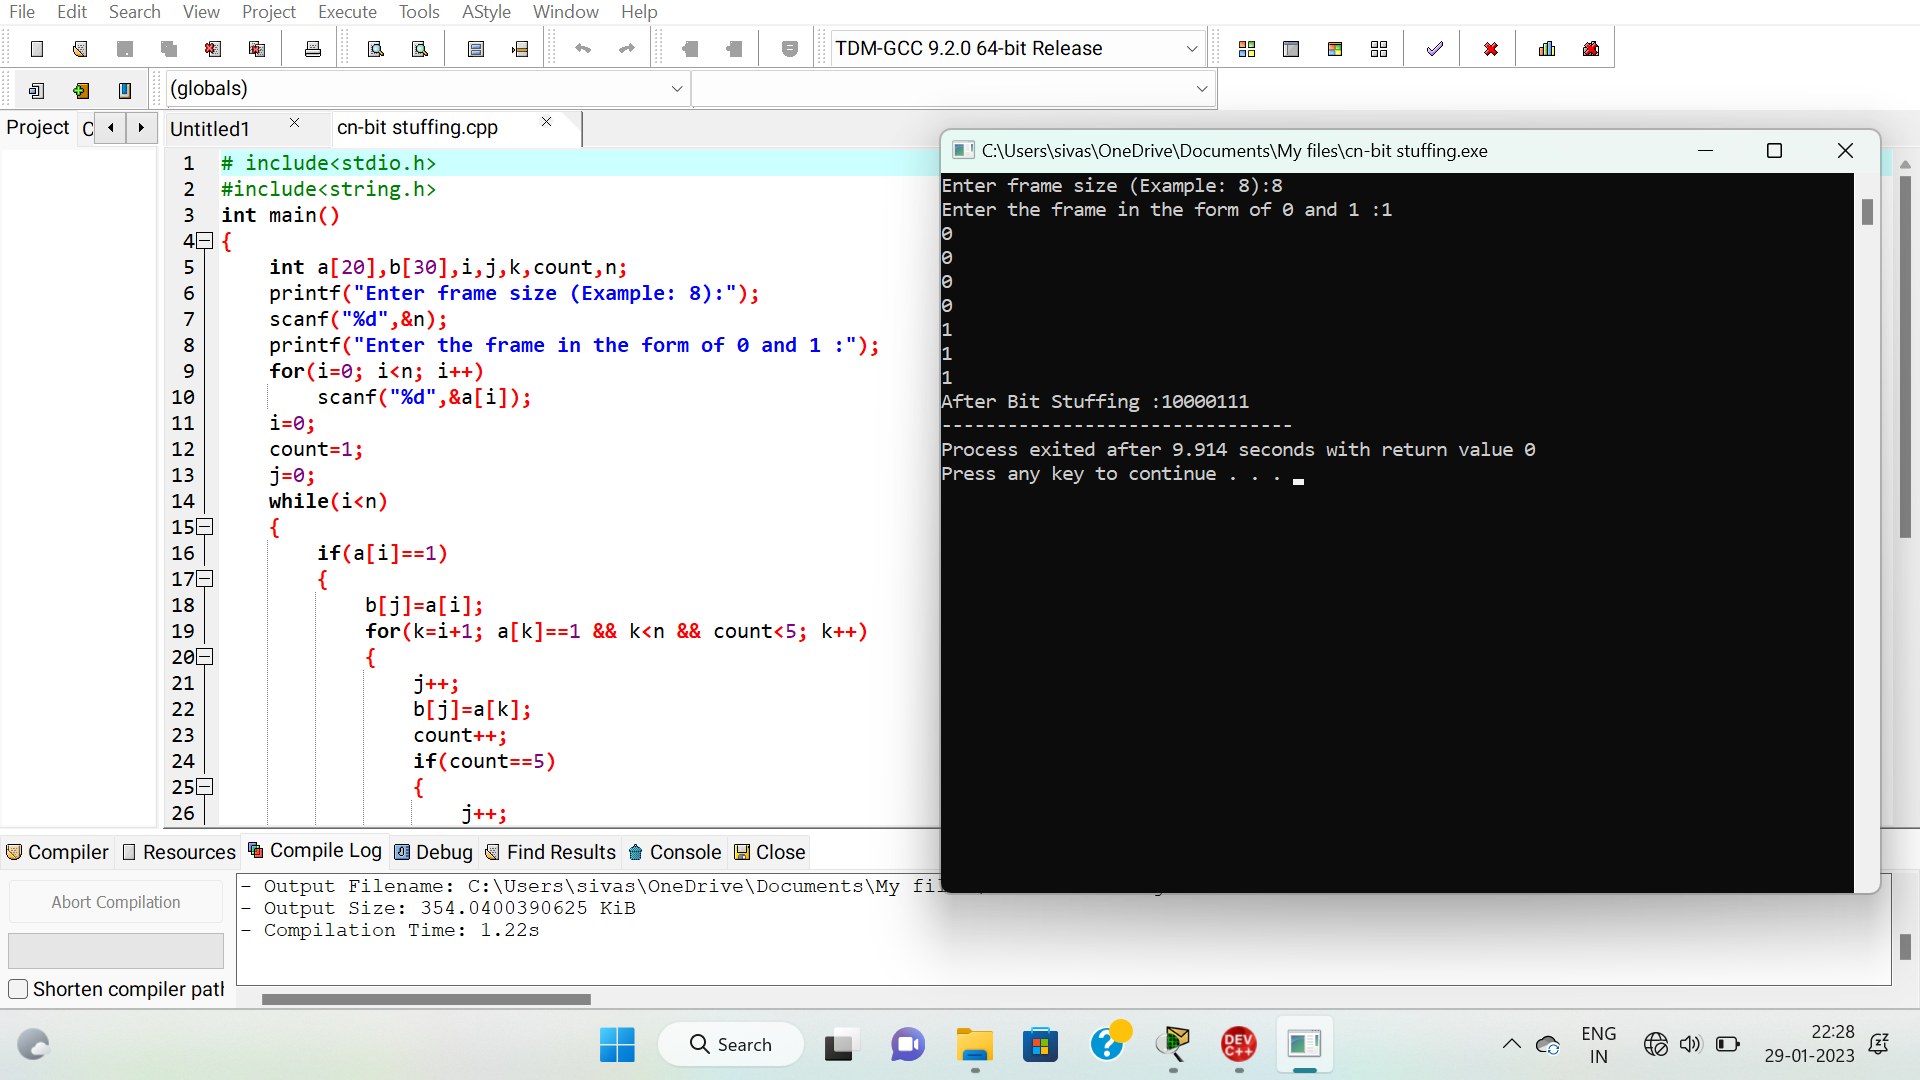 File Edit Search View Project Execute Tools AStyle Window Help
TDM-GCC 9.2.0 64-bit Release
(globals)
Project
Untitled1
cn-bit stuffing.cpp
1 # include<stdio.h>
2 #include<string.h>
3 int main()
4 {
5 int a[20],b[30],i,j,k,count,n;
6 printf("Enter frame size (Example: 8):");
7 scanf("%d",&n);
8 printf("Enter the frame in the form of 0 and 1 :");
9 for(i=0; i<n; i++)
10 scanf("%d",&a[i]);
11 i=0;
12 count=1;
13 j=0;
14 while(i<n)
15 {
16 if(a[i]==1)
17 {
18 b[j]=a[i];
19 for(k=i+1; a[k]==1 && k<n && count<5; k++)
20 {
21 j++;
22 b[j]=a[k];
23 count++;
24 if(count==5)
25 {
26 j++;
C:\Users\sivas\OneDrive\Documents\My files\cn-bit stuffing.exe
Enter frame size (Example: 8):8
Enter the frame in the form of 0 and 1 :1
0
0
0
0
1
1
1
After Bit Stuffing :10000111
--------------------------------
Process exited after 9.914 seconds with return value 0
Press any key to continue . . .
Compiler Resources Compile Log Debug Find Results Console Close
Abort Compilation
Shorten compiler path
- Output Filename: C:\Users\sivas\OneDrive\Documents\My fil
- Output Size: 354.0400390625 KiB
- Compilation Time: 1.22s
Search
DEV
C++
ENG
IN
22:28
29-01-2023